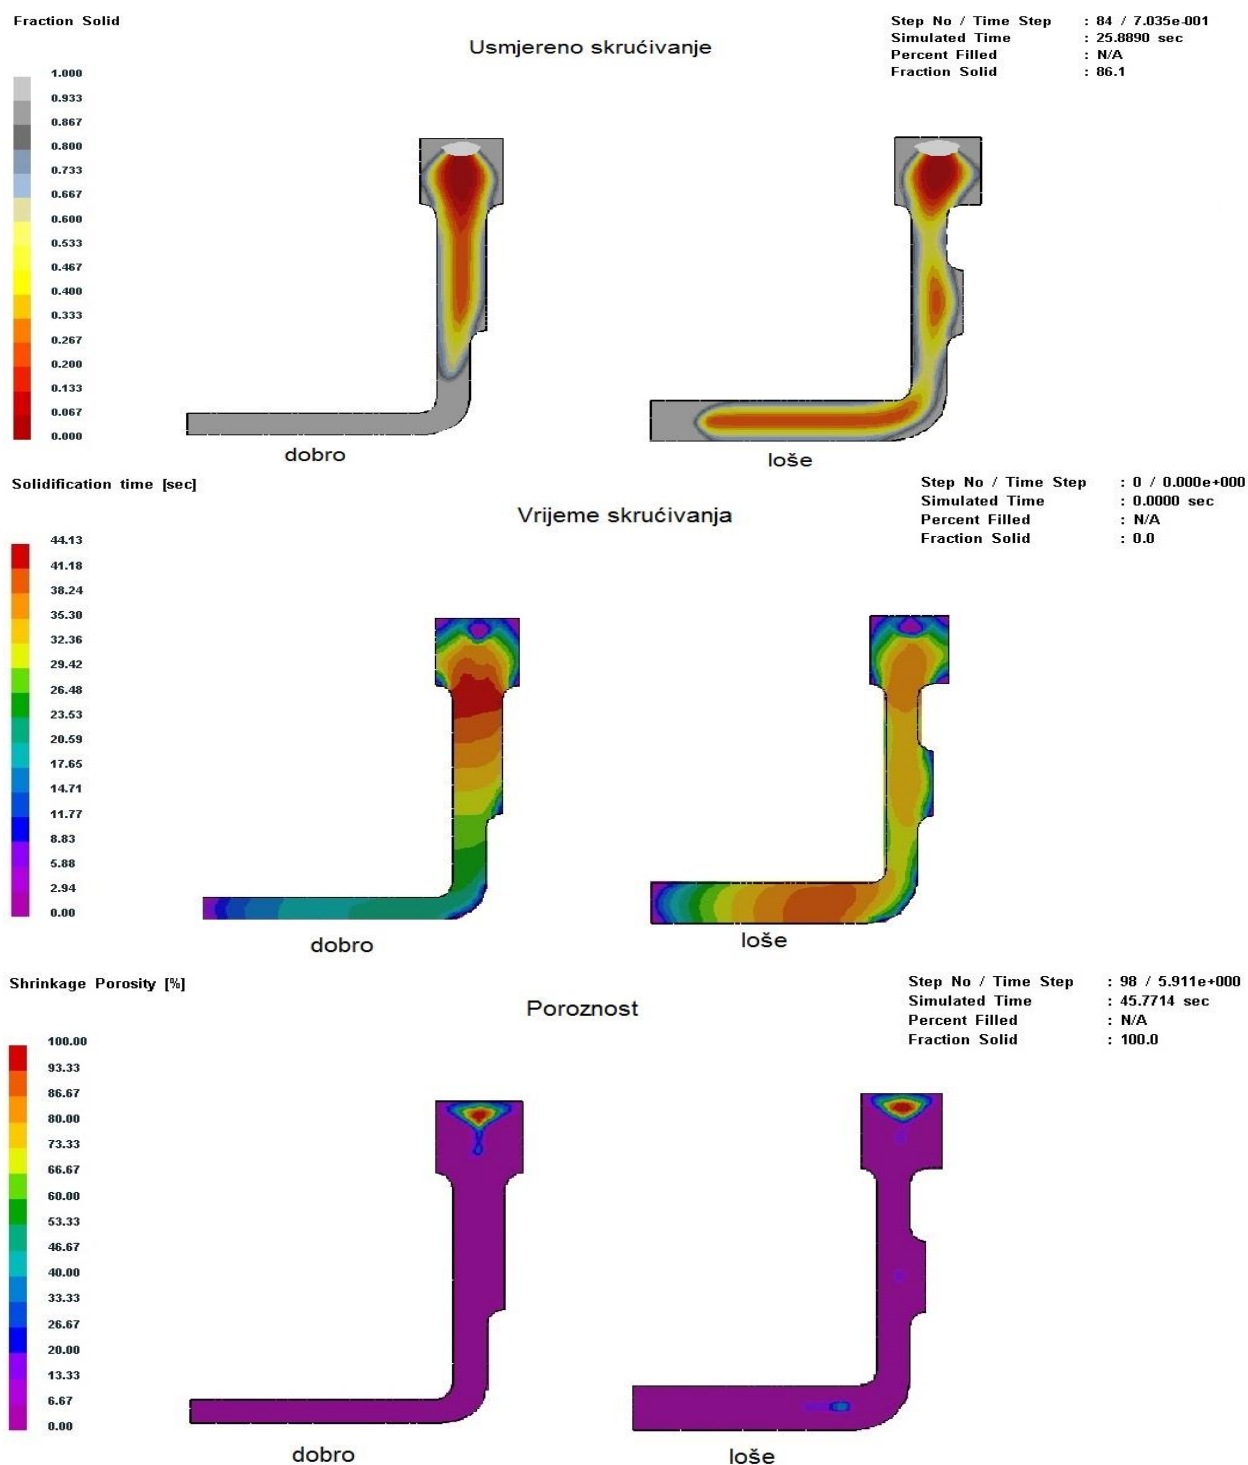 Fraction Solid
Usmjereno skrućivanje
Step No / Time Step : 84 / 7.035e-001
Simulated Time : 25.8890 sec
Percent Filled : N/A
Fraction Solid : 86.1
1.000
0.933
0.867
0.800
0.733
0.667
0.600
0.533
0.467
0.400
0.333
0.267
0.200
0.133
0.067
0.000
dobro
loše
Solidification time [sec]
Vrijeme skrućivanja
Step No / Time Step : 0 / 0.000e+000
Simulated Time : 0.0000 sec
Percent Filled : N/A
Fraction Solid : 0.0
44.13
41.18
38.24
35.30
32.36
29.42
26.48
23.53
20.59
17.65
14.71
11.77
8.83
5.88
2.94
0.00
dobro
loše
Shrinkage Porosity [%]
Poroznost
Step No / Time Step : 98 / 5.911e+000
Simulated Time : 45.7714 sec
Percent Filled : N/A
Fraction Solid : 100.0
100.00
93.33
86.67
80.00
73.33
66.67
60.00
53.33
46.67
40.00
33.33
26.67
20.00
13.33
6.67
0.00
dobro
loše